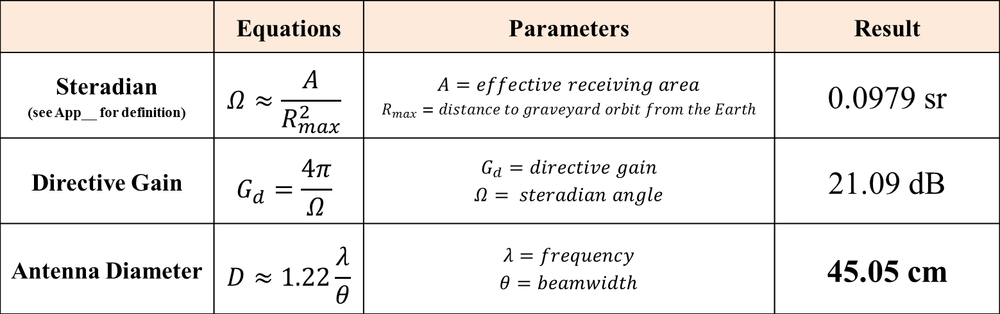 Equations Parameters Result
Steradian
(see App__ for definition)
Ω ≈ A / R²max
A = effective receiving area
Rmax = distance to graveyard orbit from the Earth
0.0979 sr
Directive Gain
Gd = 4π / Ω
Gd = directive gain
Ω = steradian angle
21.09 dB
Antenna Diameter
D ≈ 1.22 λ / θ
λ = frequency
θ = beamwidth
45.05 cm